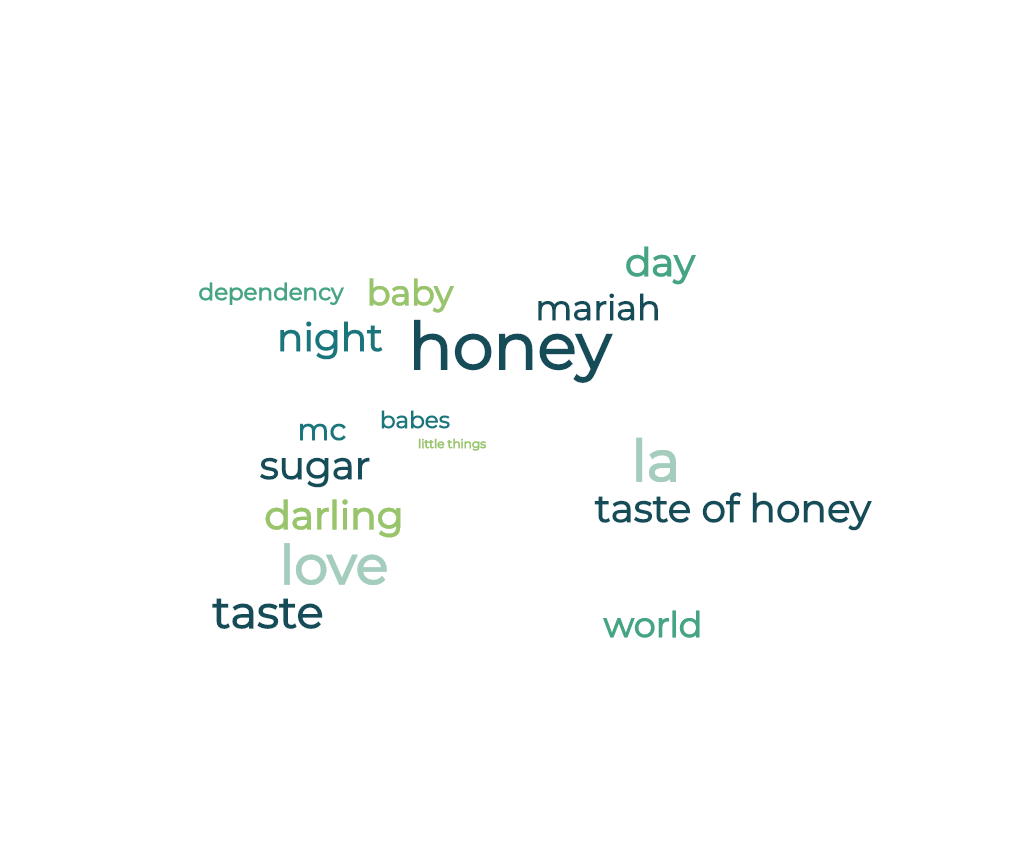 day
dependency
baby
mariah
night
honey
babes
mc
little things
la
sugar
taste of honey
darling
love
taste
world